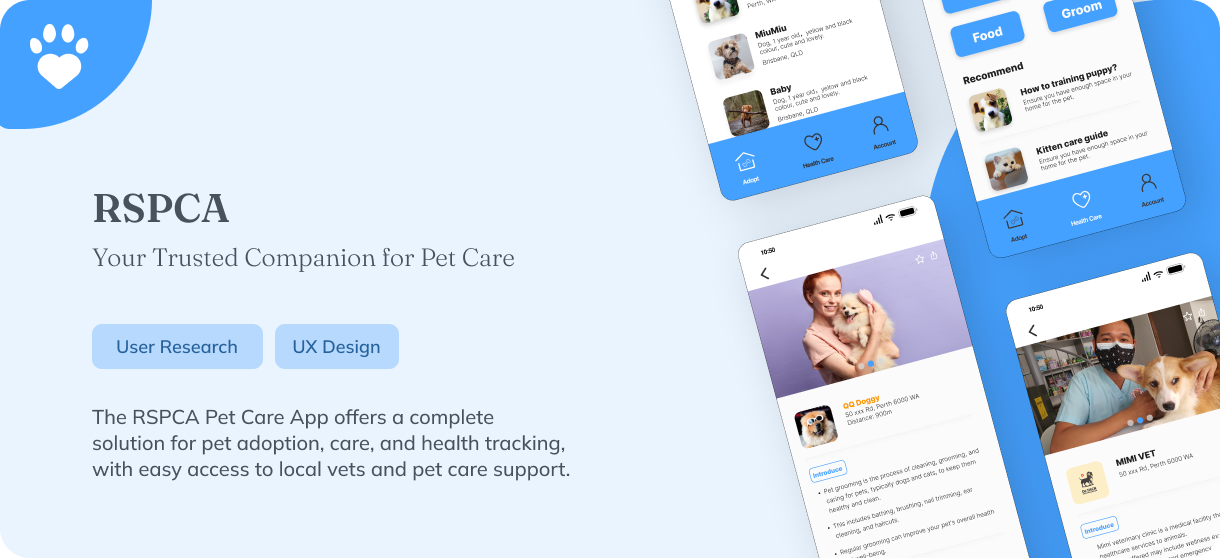 RSPCA
Your Trusted Companion for Pet Care
User Research
UX Design
The RSPCA Pet Care App offers a complete
solution for pet adoption, care, and health tracking,
with easy access to local vets and pet care support.
Perth,
MiuMiu
Dog, 1 year old, yellow and black
colour, cute and lovely.
Brisbane, QLD
Baby
Dog, 1 year old, yellow and black
colour, cute and lovely.
Brisbane, QLD
Adopt
Health Care
Account
Food
Groom
Recommend
How to training puppy?
Ensure you have enough space in your
home for the pet.
Kitten care guide
Ensure you have enough space in your
home for the pet.
Adopt
Health Care
Account
10:50
QQ Doggy
50 xxx Rd, Perth 6000 WA
Distance: 900m
Introduce
• Pet grooming is the process of cleaning, grooming, and
caring for pets, typically dogs and cats, to keep them
healthy and clean.
• This includes bathing, brushing, nail trimming, ear
cleaning, and haircuts.
• Regular grooming can improve your pet's overall health
well-being.
10:50
MIMI VET
50 xxx Rd, Perth 6000 WA
Introduce
Mimi veterinary clinic is a medical facility
healthcare services to animals.
offered may include wellness
and emergency